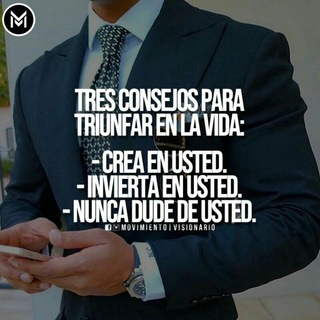 M
TRES CONSEJOS PARA
TRIUNFAR EN LA VIDA:
- CREA EN USTED.
- INVIERTA EN USTED.
- NUNCA DUDE DE USTED.
MOVIMIENTO|VISIONARIO